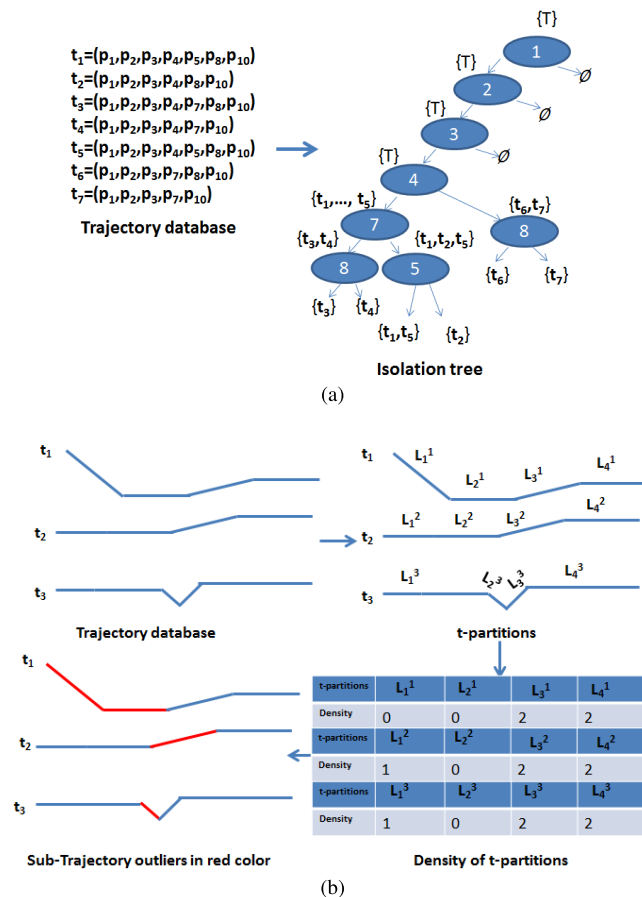 t1=(p1,p2,p3,p4,p5,p8,p10)
t2=(p1,p2,p3,p4,p8,p10)
t3=(p1,p2,p3,p4,p7,p8,p10)
t4=(p1,p2,p3,p4,p7,p10)
t5=(p1,p2,p3,p4,p5,p8,p10)
t6=(p1,p2,p3,p7,p8,p10)
t7=(p1,p2,p3,p7,p10)
Trajectory database
{T}
1
Ø
{T}
2
Ø
{T}
3
Ø
{T}
4
{t1,..., t5}
7
{t6,t7}
8
{t3,t4}
8
{t1,t2,t5}
5
{t6}
{t7}
{t3}
{t4}
{t1,t5}
{t2}
Isolation tree
(a)
t1
t2
t3
Trajectory database
t1 L1^1 L2^1 L3^1 L4^1
t2 L1^2 L2^2 L3^2 L4^2
t3 L1^3 L2^3 L3^3 L4^3
t-partitions
t1
t2
t3
Sub-Trajectory outliers in red color
t-partitions L1^1 L2^1 L3^1 L4^1
Density 0 0 2 2
t-partitions L1^2 L2^2 L3^2 L4^2
Density 1 0 2 2
t-partitions L1^3 L2^3 L3^3 L4^3
Density 1 0 2 2
Density of t-partitions
(b)